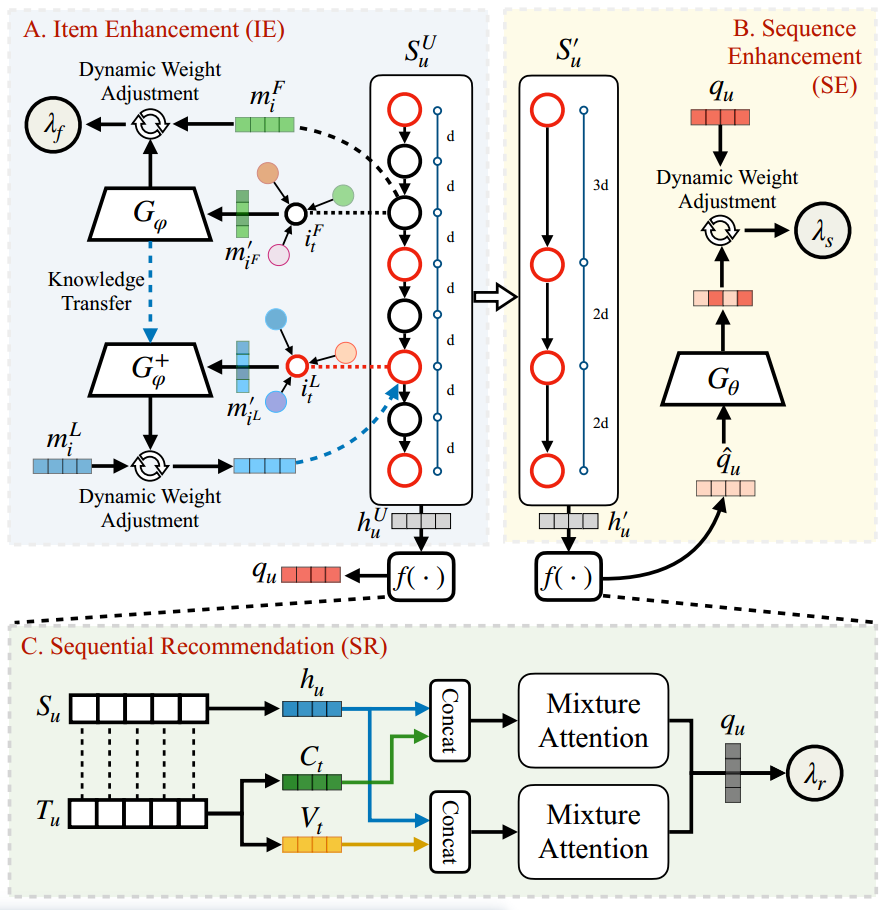 A. Item Enhancement (IE)
Dynamic Weight
Adjustment
m_i^F
λ_f
G_φ
m'_{i^F}
i_t^F
Knowledge
Transfer
G_φ^+
m'_{i^L}
i_t^L
m_i^L
Dynamic Weight
Adjustment
S_u^U
d
d
d
d
d
d
d
h_u^U
q_u
f(·)
B. Sequence
Enhancement
(SE)
S'_u
3d
2d
2d
h'_u
f(·)
q_u
Dynamic Weight
Adjustment
λ_s
G_θ
q̂_u
C. Sequential Recommendation (SR)
S_u
T_u
h_u
C_t
V_t
Concat
Concat
Mixture
Attention
Mixture
Attention
q_u
λ_r